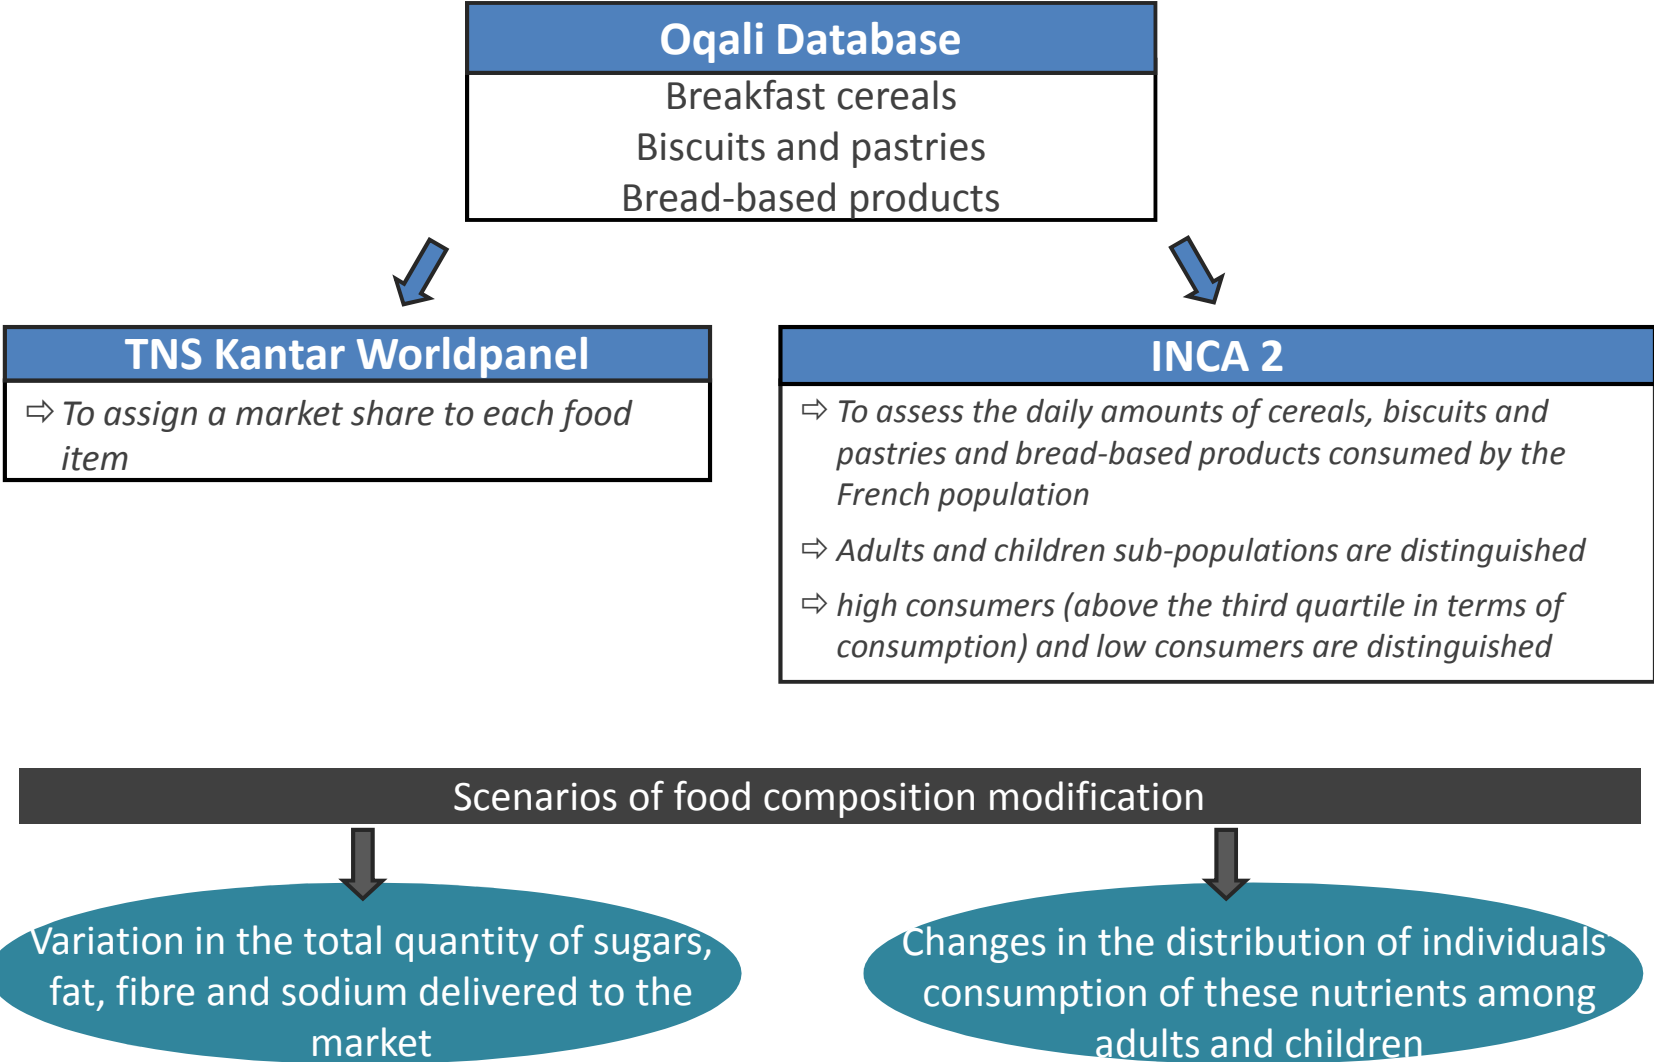 Oqali Database
Breakfast cereals
Biscuits and pastries
Bread-based products
TNS Kantar Worldpanel
⇨ To assign a market share to each food
item
INCA 2
⇨ To assess the daily amounts of cereals, biscuits and
pastries and bread-based products consumed by the
French population
⇨ Adults and children sub-populations are distinguished
⇨ high consumers (above the third quartile in terms of
consumption) and low consumers are distinguished
Scenarios of food composition modification
Variation in the total quantity of sugars,
fat, fibre and sodium delivered to the
market
Changes in the distribution of individuals'
consumption of these nutrients among
adults and children